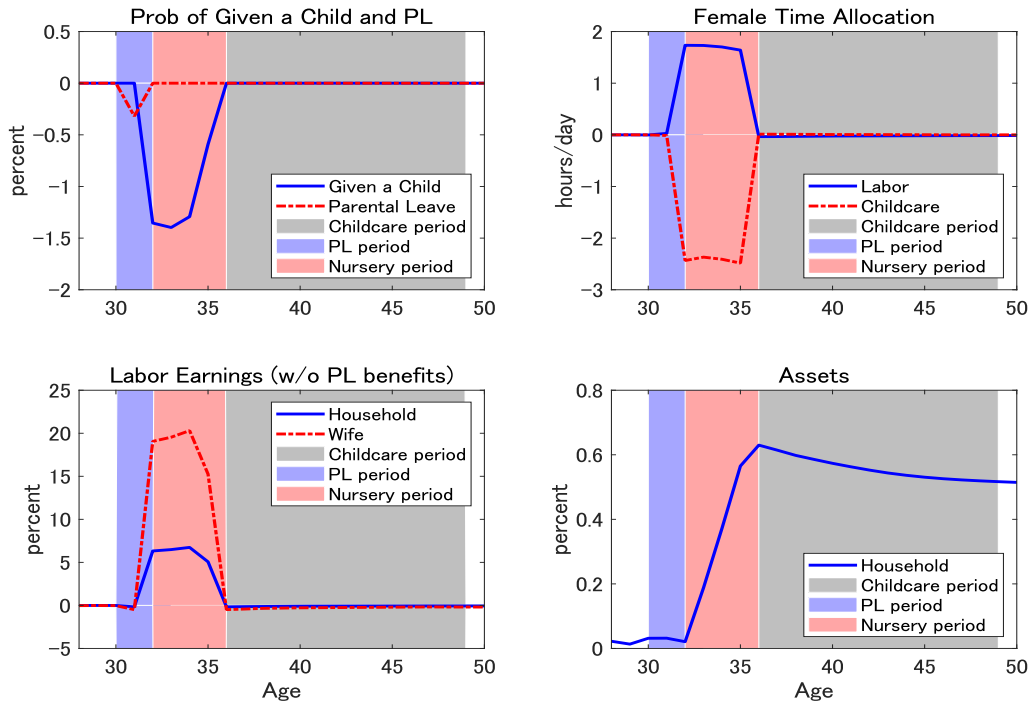 Prob of Given a Child and PL
0.5
0
−0.5
−1
−1.5
−2
percent
30
35
40
45
50
Given a Child
Parental Leave
Childcare period
PL period
Nursery period
Female Time Allocation
2
1
0
−1
−2
−3
hours/day
30
35
40
45
50
Labor
Childcare
Childcare period
PL period
Nursery period
Labor Earnings (w/o PL benefits)
25
20
15
10
5
0
−5
percent
30
35
40
45
50
Age
Household
Wife
Childcare period
PL period
Nursery period
Assets
0.8
0.6
0.4
0.2
0
percent
30
35
40
45
50
Age
Household
Childcare period
PL period
Nursery period